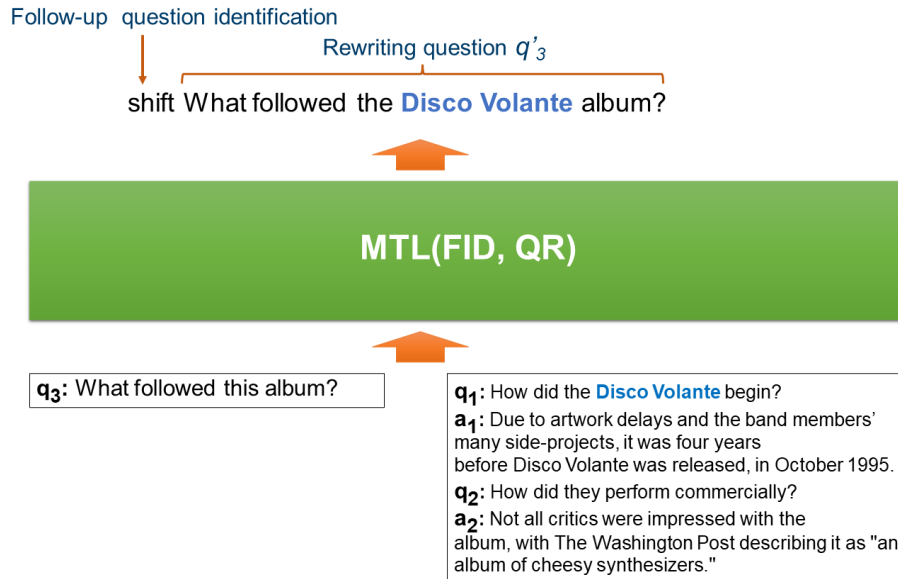 Follow-up question identification
Rewriting question q'3
shift What followed the Disco Volante album?
MTL(FID, QR)
q3: What followed this album?
q1: How did the Disco Volante begin?
a1: Due to artwork delays and the band members'
many side-projects, it was four years
before Disco Volante was released, in October 1995.
q2: How did they perform commercially?
a2: Not all critics were impressed with the
album, with The Washington Post describing it as "an
album of cheesy synthesizers."